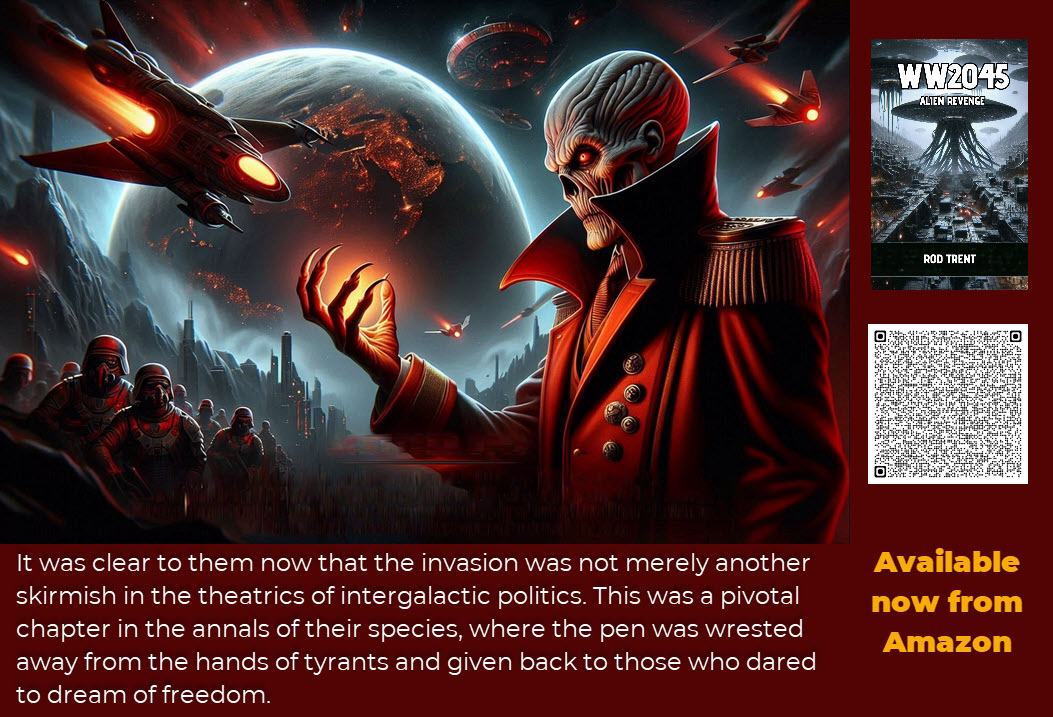 WW2045
ALIEN REVENGE
ROD TRENT
It was clear to them now that the invasion was not merely another
skirmish in the theatrics of intergalactic politics. This was a pivotal
chapter in the annals of their species, where the pen was wrested
away from the hands of tyrants and given back to those who dared
to dream of freedom.
Available
now from
Amazon